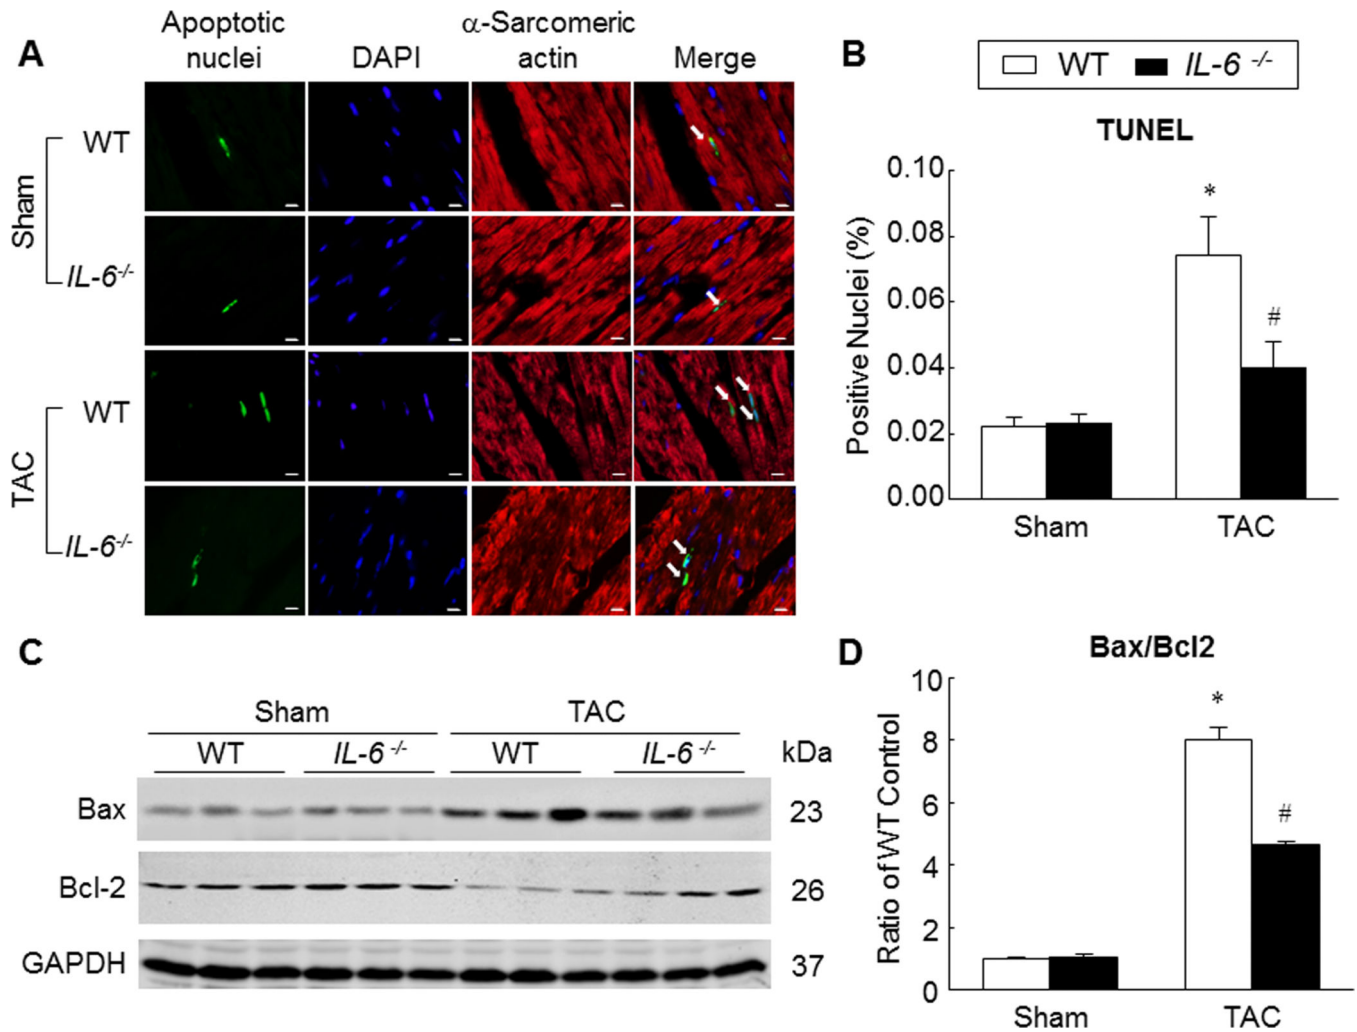 A
Apoptotic
nuclei
DAPI
α-Sarcomeric
actin
Merge
Sham
WT
IL-6-/-
TAC
WT
IL-6-/-
B
WT
IL-6 -/-
TUNEL
Positive Nuclei (%)
0.10
0.08
0.06
0.04
0.02
0.00
*
#
Sham
TAC
C
Sham
TAC
WT
IL-6 -/-
WT
IL-6 -/-
kDa
Bax
23
Bcl-2
26
GAPDH
37
D
Bax/Bcl2
Ratio of WT Control
10
8
6
4
2
0
*
#
Sham
TAC